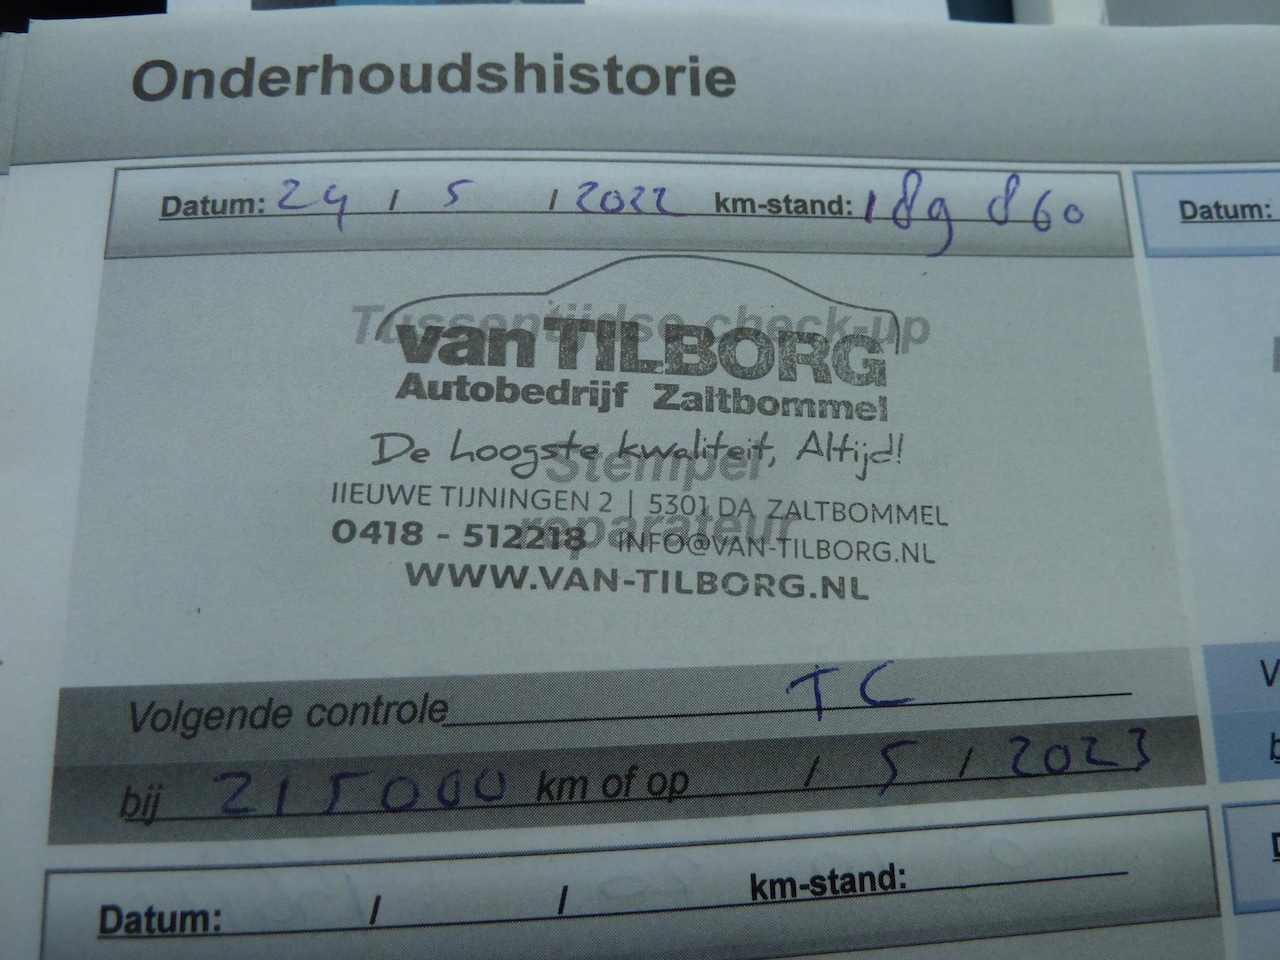 Onderhoudshistorie
Datum: 24 / 5 / 2022 km-stand: 189 860
Datum:
Tussentijdse check-up
van TILBORG
Autobedrijf Zaltbommel
De hoogste kwaliteit, Altijd!
Stempel
IIEUWE TIJNINGEN 2 | 5301 DA ZALTBOMMEL
reparateur
0418 - 512218 INFO@VAN-TILBORG.NL
WWW.VAN-TILBORG.NL
Volgende controle TC
V
bij 215000 km of op / 5 / 2023
b
Datum: / / km-stand:
D